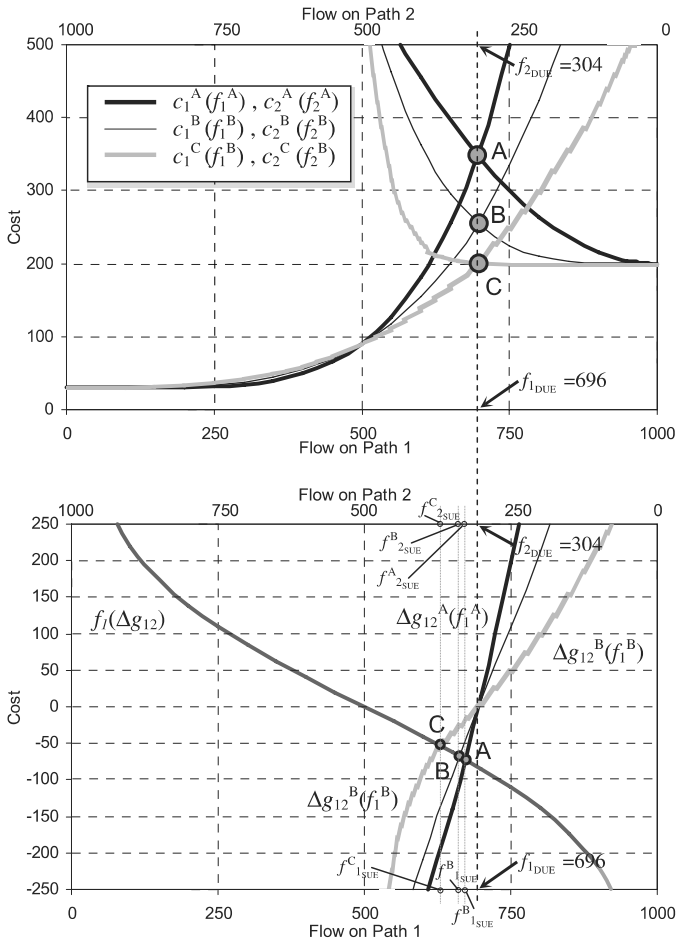 Flow on Path 2
1000 750 500 250 0
500
400
300
200
100
0
Cost
c₁ᴬ(f₁ᴬ) , c₂ᴬ(f₂ᴬ)
c₁ᴮ(f₁ᴮ) , c₂ᴮ(f₂ᴮ)
c₁ᶜ(f₁ᴮ) , c₂ᶜ(f₂ᴮ)
f₂DUE =304
A
B
C
f₁DUE =696
0 250 500 750 1000
Flow on Path 1
Flow on Path 2
1000 750 500 250 0
250
200
150
100
50
0
-50
-100
-150
-200
-250
Cost
fᶜ₂SUE
fᴮ₂SUE
fᴬ₂SUE
f₂DUE =304
f₁(Δg₁₂)
Δg₁₂ᴬ(f₁ᴬ)
Δg₁₂ᴮ(f₁ᴮ)
C
B
A
Δg₁₂ᴮ(f₁ᴮ)
fᶜ₁SUE
fᴮ₁SUE
fᴮ₁SUE
f₁DUE =696
0 250 500 750 1000
Flow on Path 1